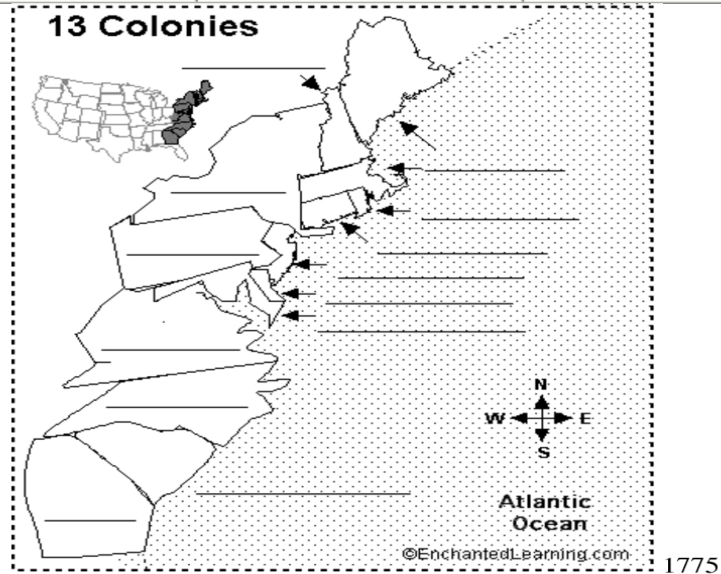 13 Colonies
N
W E
S
Atlantic
Ocean
©EnchantedLearning.com
1775